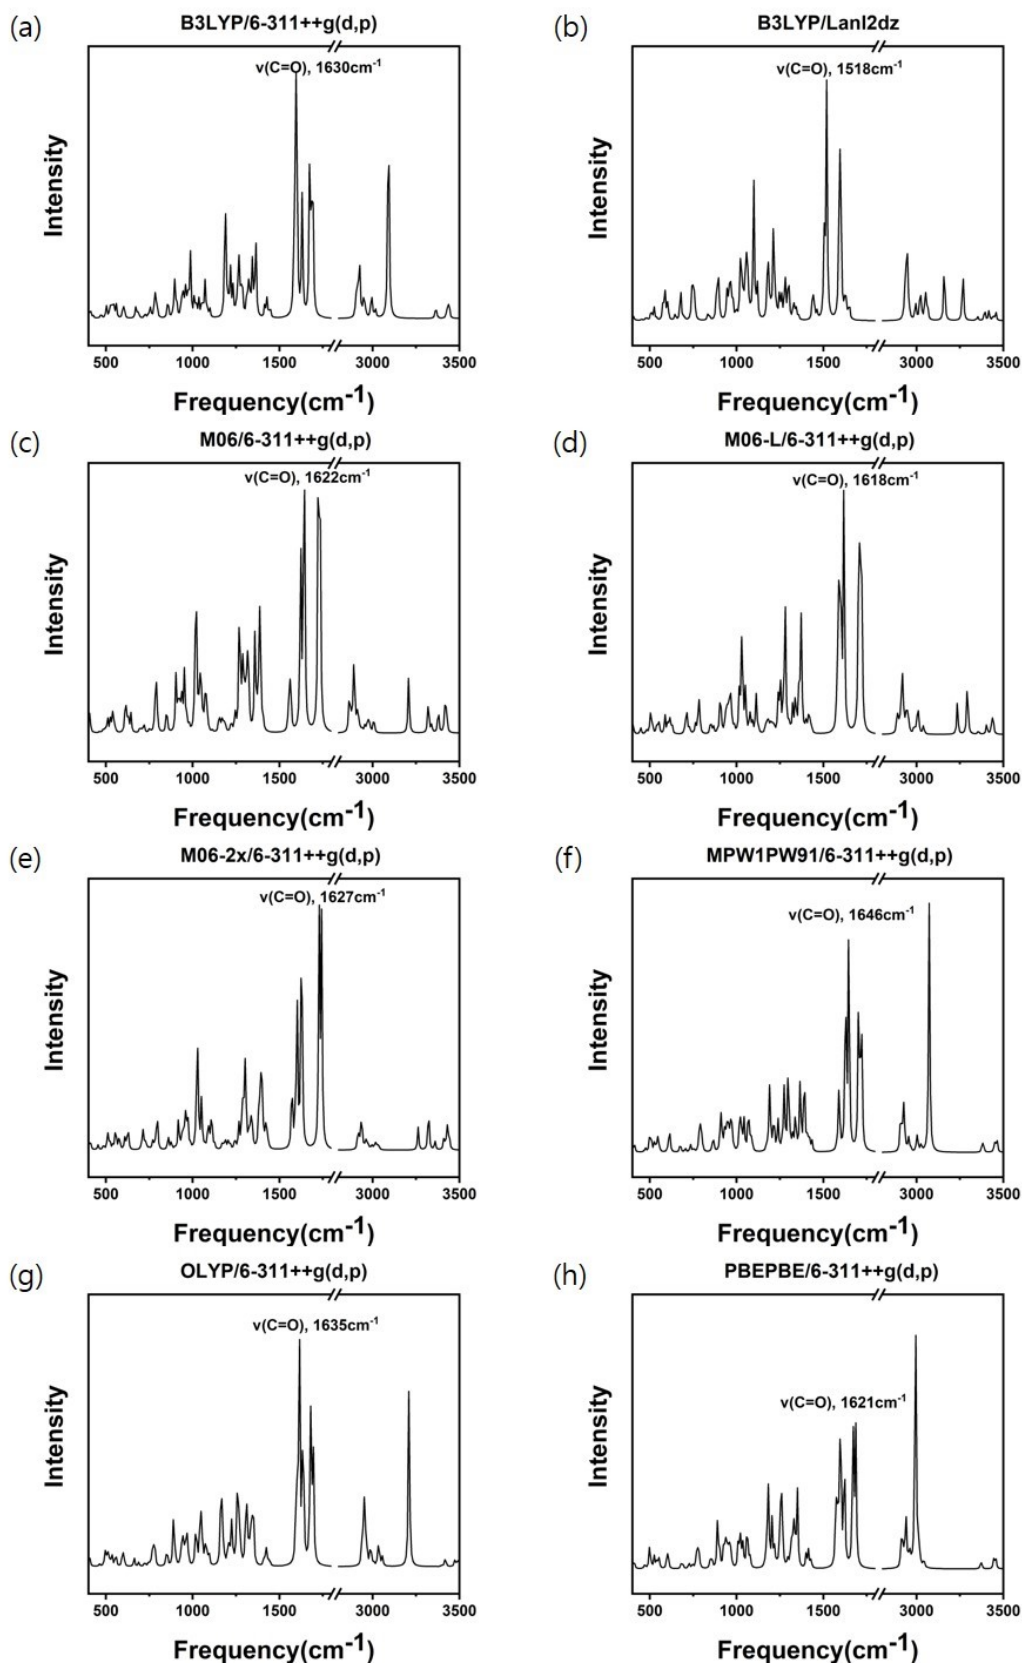 (a)
B3LYP/6-311++g(d,p)
ν(C=O), 1630cm⁻¹
Intensity
500 1000 1500 3000 3500
Frequency(cm⁻¹)
(b)
B3LYP/Lanl2dz
ν(C=O), 1518cm⁻¹
Intensity
500 1000 1500 3000 3500
Frequency(cm⁻¹)
(c)
M06/6-311++g(d,p)
ν(C=O), 1622cm⁻¹
Intensity
500 1000 1500 3000 3500
Frequency(cm⁻¹)
(d)
M06-L/6-311++g(d,p)
ν(C=O), 1618cm⁻¹
Intensity
500 1000 1500 3000 3500
Frequency(cm⁻¹)
(e)
M06-2x/6-311++g(d,p)
ν(C=O), 1627cm⁻¹
Intensity
500 1000 1500 3000 3500
Frequency(cm⁻¹)
(f)
MPW1PW91/6-311++g(d,p)
ν(C=O), 1646cm⁻¹
Intensity
500 1000 1500 3000 3500
Frequency(cm⁻¹)
(g)
OLYP/6-311++g(d,p)
ν(C=O), 1635cm⁻¹
Intensity
500 1000 1500 3000 3500
Frequency(cm⁻¹)
(h)
PBEPBE/6-311++g(d,p)
ν(C=O), 1621cm⁻¹
Intensity
500 1000 1500 3000 3500
Frequency(cm⁻¹)